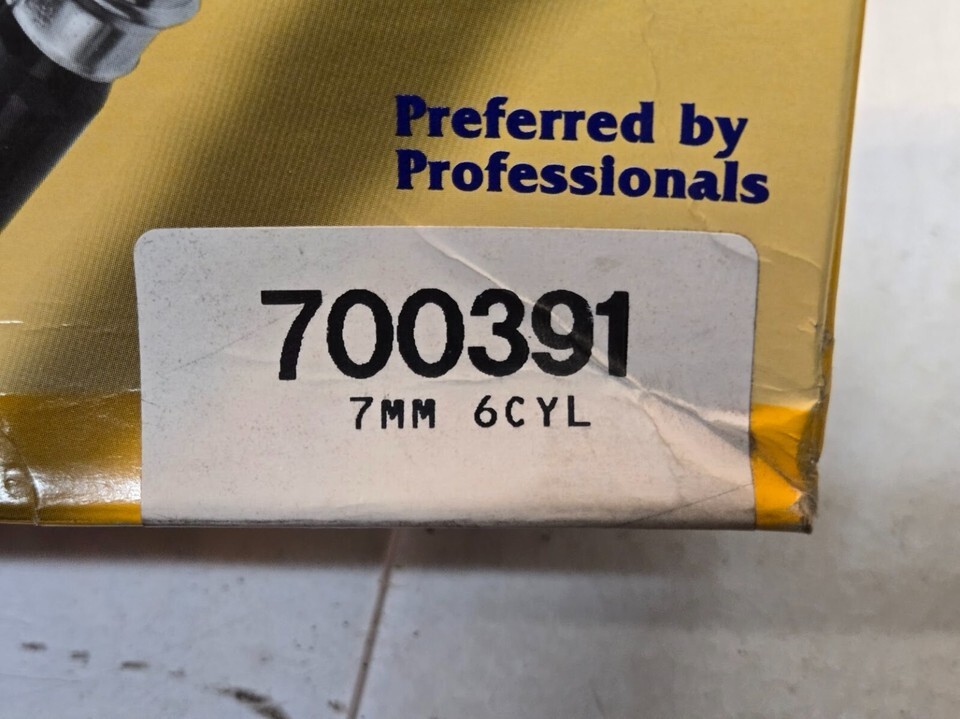 Preferred by
Professionals
700391
7MM 6CYL